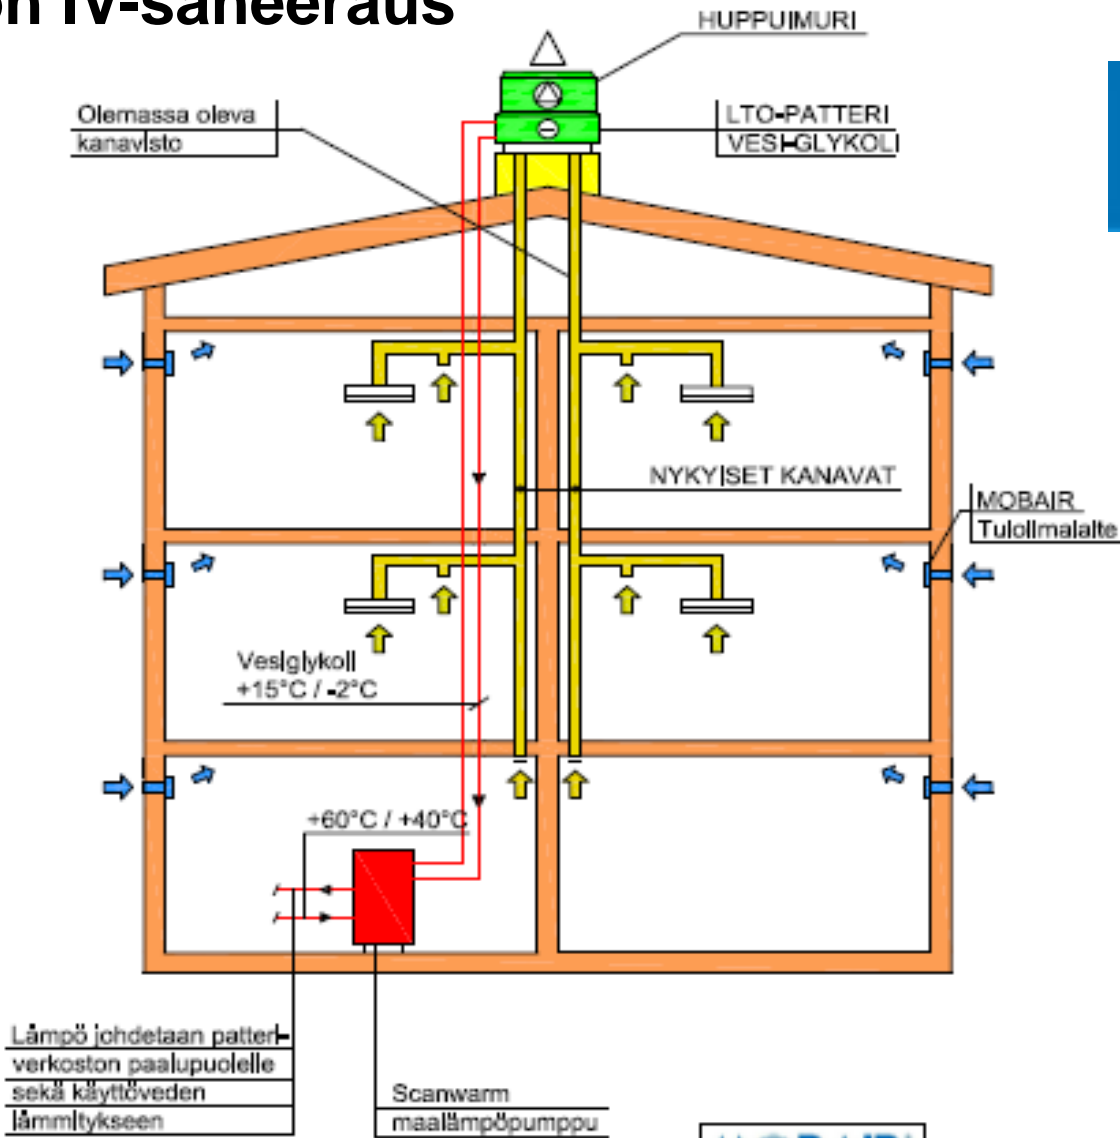 on IV-saneeraus
HUPPUIMURI
Olemassa oleva
kanavisto
LTO-PATTERI
VESI-GLYKOLI
NYKYISET KANAVAT
MOBAIR
Tuloilmalaite
Vesiglykoli
+15°C / -2°C
+60°C / +40°C
Lämpö johdetaan patteri-
verkoston paalupuolelle
sekä käyttöveden
lämmitykseen
Scanwarm
maalämpöpumppu